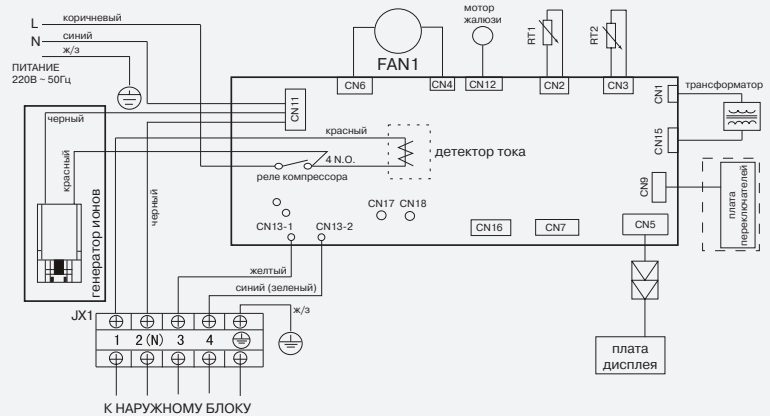 L
коричневый
N
синий
ж/з
ПИТАНИЕ
220В ~ 50Гц
FAN1
мотор
жалюзи
RT1
RT2
CN6
CN4
CN12
CN2
CN3
CN1
трансформатор
CN11
CN15
черный
красный
красный
детектор тока
4 N.O.
реле компрессора
CN9
плата
переключателей
генератор ионов
черный
CN17
CN18
CN13-1
CN13-2
CN16
CN7
CN5
желтый
синий (зеленый)
ж/з
JX1
1
2(N)
3
4
плата
дисплея
К НАРУЖНОМУ БЛОКУ